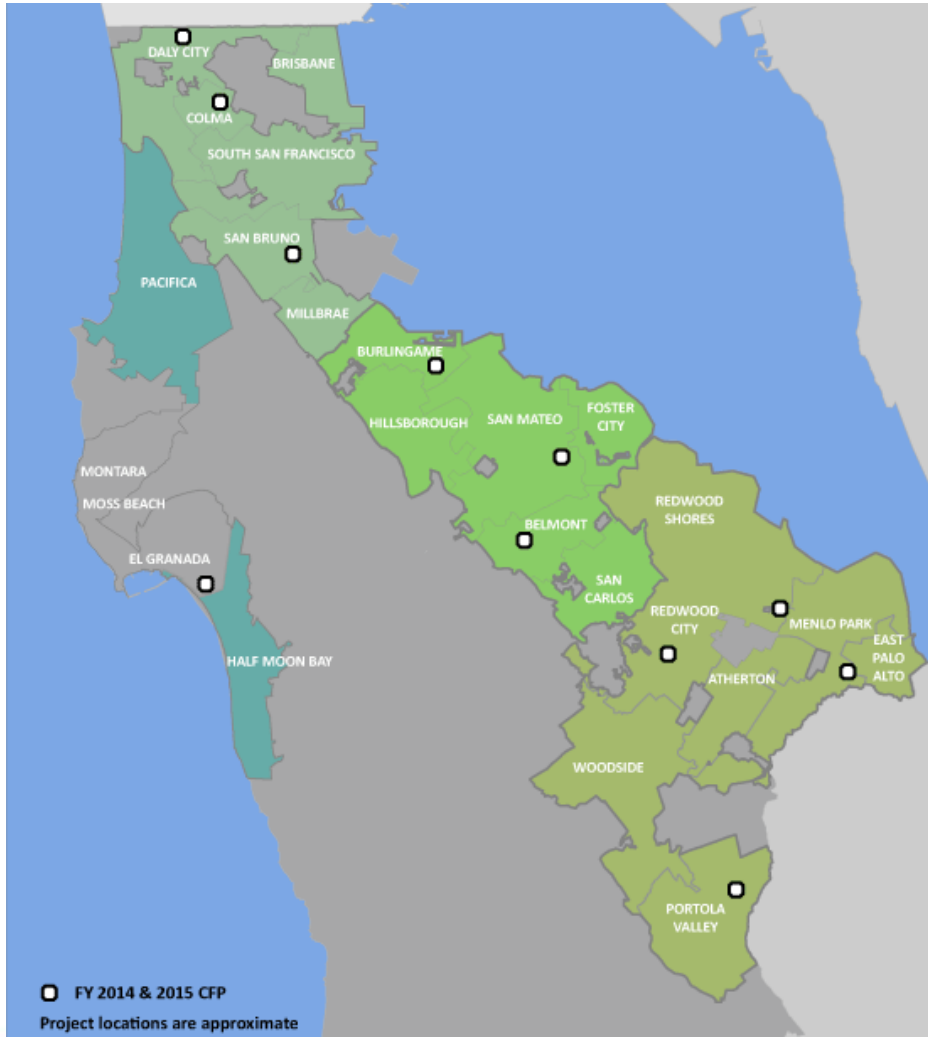 DALY CITY
BRISBANE
COLMA
SOUTH SAN FRANCISCO
SAN BRUNO
PACIFICA
MILLBRAE
BURLINGAME
HILLSBOROUGH
SAN MATEO
FOSTER
CITY
MONTARA
MOSS BEACH
REDWOOD
SHORES
BELMONT
EL GRANADA
SAN
CARLOS
REDWOOD
CITY
MENLO PARK
EAST
PALO
ALTO
HALF MOON BAY
ATHERTON
WOODSIDE
PORTOLA
VALLEY
FY 2014 & 2015 CFP
Project locations are approximate